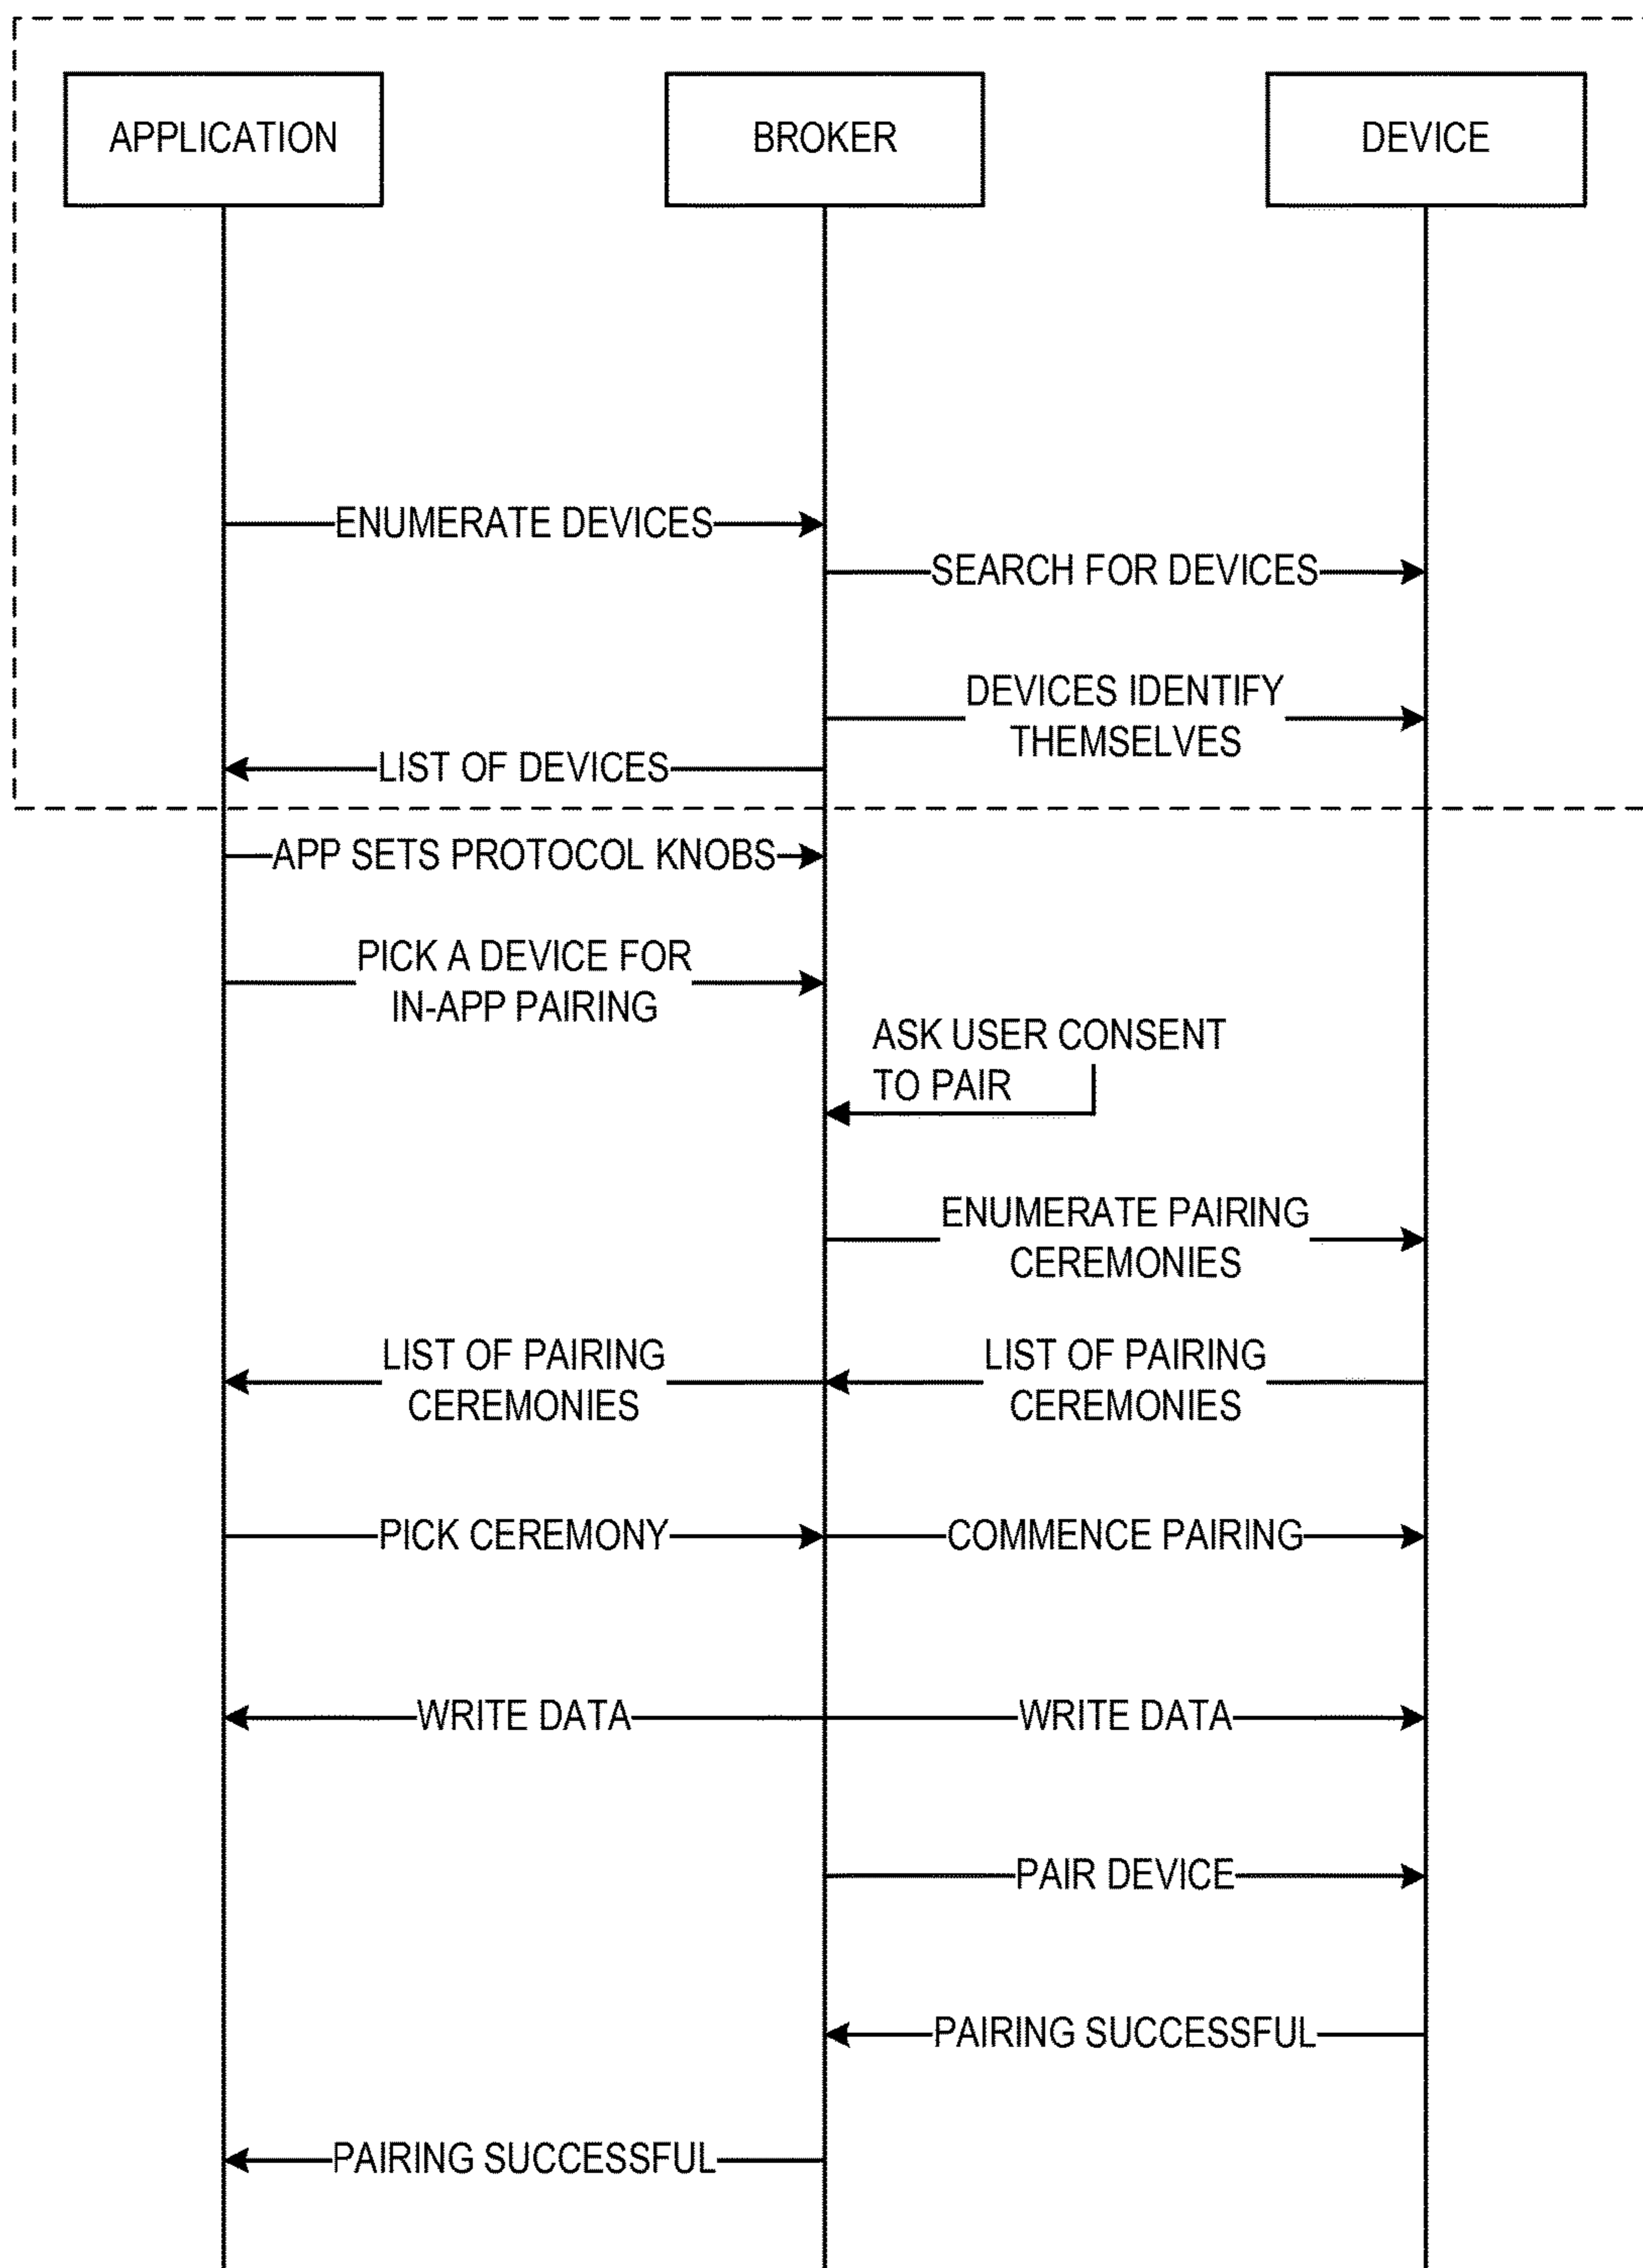 APPLICATION
BROKER
DEVICE
ENUMERATE DEVICES
SEARCH FOR DEVICES
DEVICES IDENTIFY
THEMSELVES
LIST OF DEVICES
APP SETS PROTOCOL KNOBS
PICK A DEVICE FOR
IN-APP PAIRING
ASK USER CONSENT
TO PAIR
ENUMERATE PAIRING
CEREMONIES
LIST OF PAIRING
CEREMONIES
LIST OF PAIRING
CEREMONIES
PICK CEREMONY
COMMENCE PAIRING
WRITE DATA
WRITE DATA
PAIR DEVICE
PAIRING SUCCESSFUL
PAIRING SUCCESSFUL